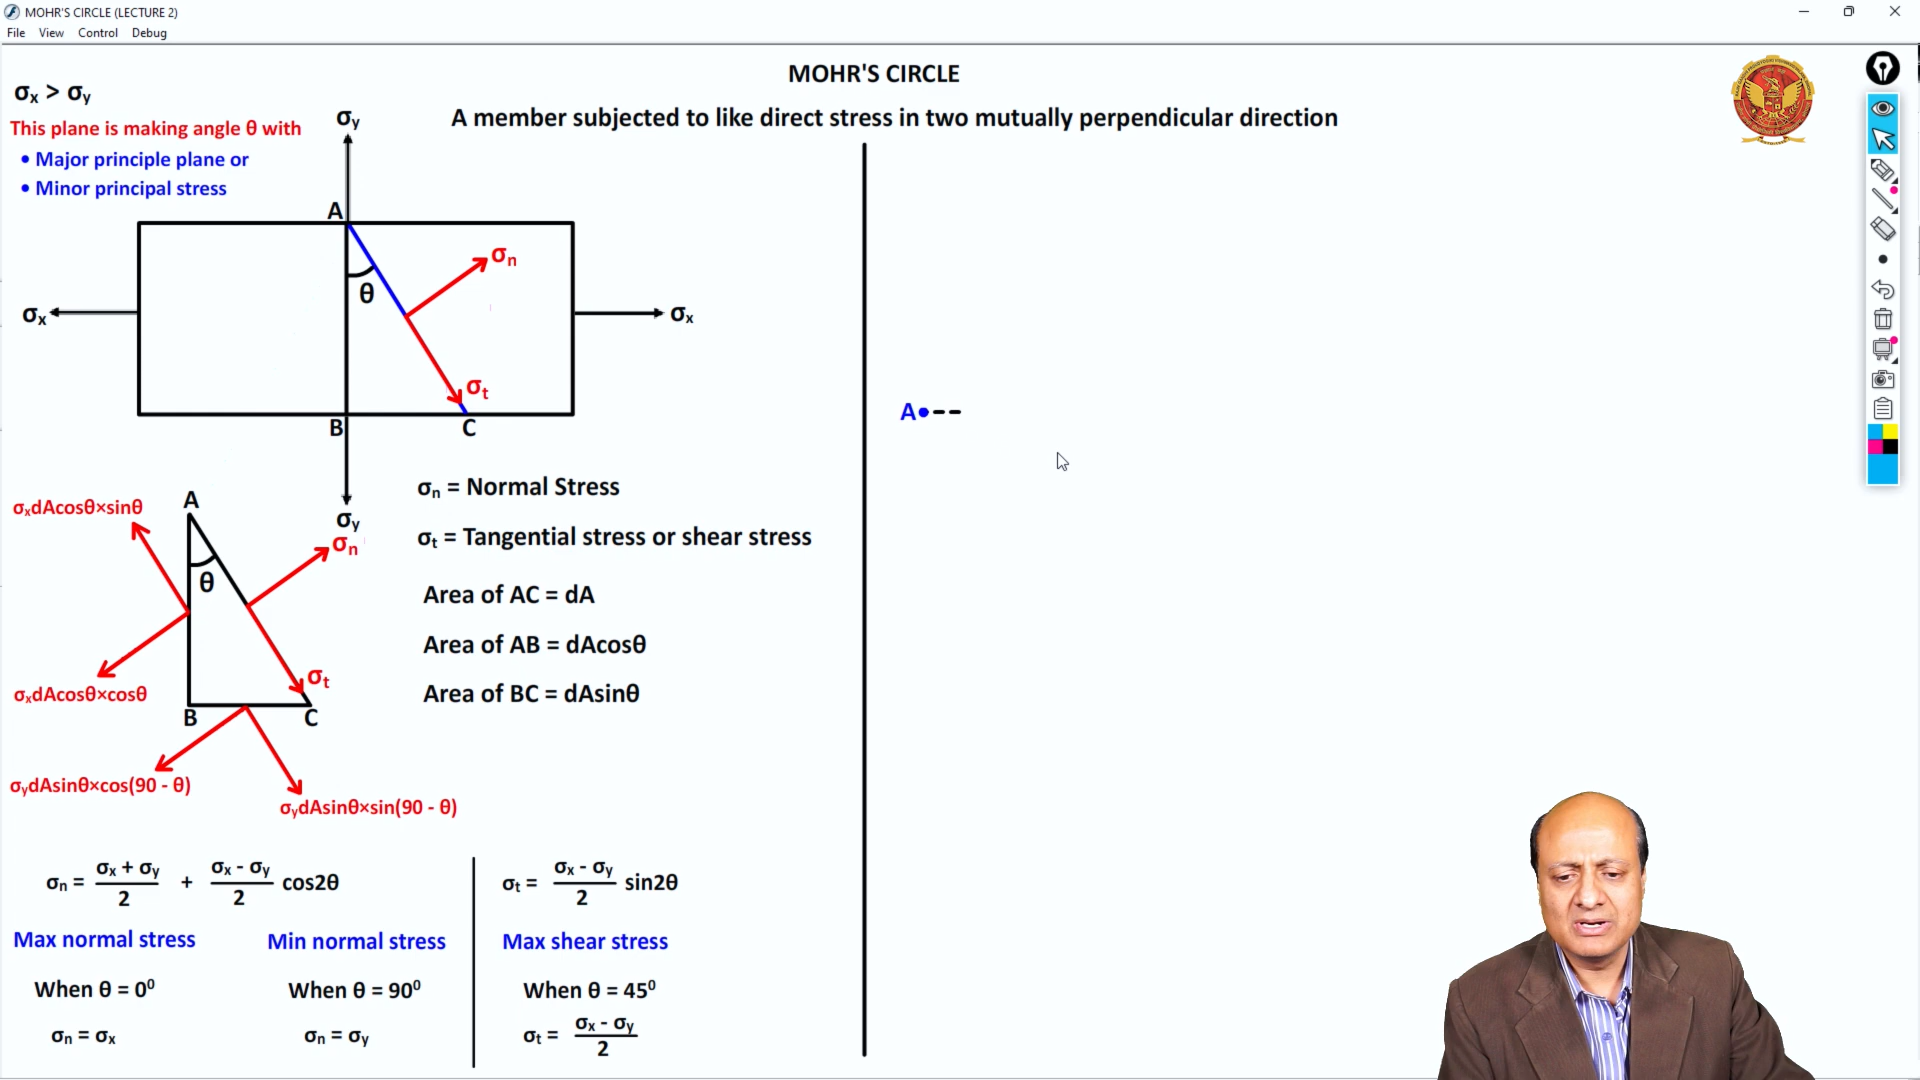 MOHR'S CIRCLE (LECTURE 2)
File View Control Debug
MOHR'S CIRCLE
A member subjected to like direct stress in two mutually perpendicular direction
σx > σy
This plane is making angle θ with
• Major principle plane or
• Minor principal stress
σy
A
σn
θ
σx
σx
σt
B
C
σy
A
σxdAcosθ×sinθ
σn
θ
σt
σxdAcosθ×cosθ
B
C
σydAsinθ×cos(90 - θ)
σydAsinθ×sin(90 - θ)
σn = Normal Stress
σt = Tangential stress or shear stress
Area of AC = dA
Area of AB = dAcosθ
Area of BC = dAsinθ
σn = (σx + σy)/2 + (σx - σy)/2 cos2θ
Max normal stress
When θ = 0⁰
σn = σx
Min normal stress
When θ = 90⁰
σn = σy
σt = (σx - σy)/2 sin2θ
Max shear stress
When θ = 45⁰
σt = (σx - σy)/2
A